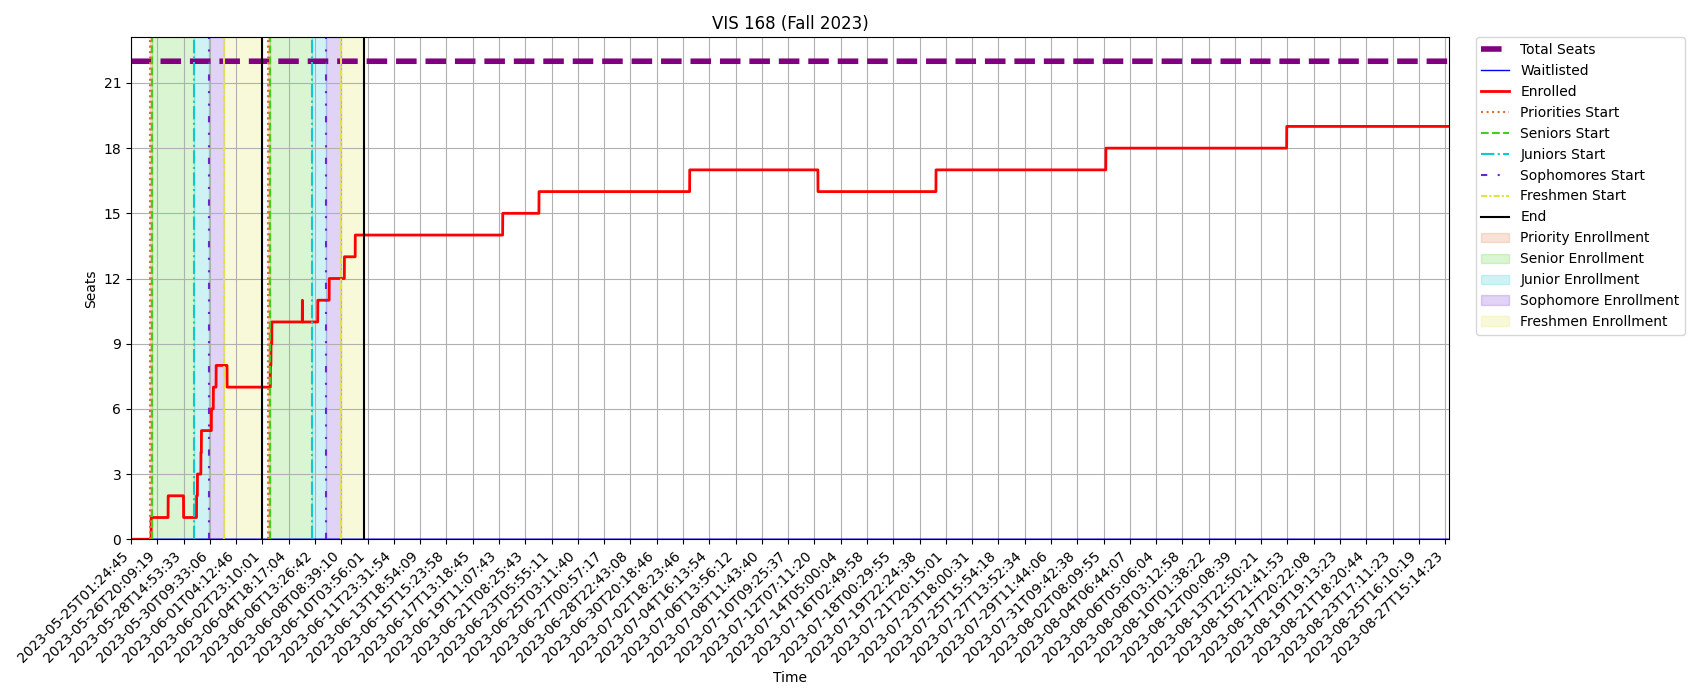 VIS 168 (Fall 2023)
Seats
21
18
15
12
9
6
3
0
2023-05-25T01:24:45
2023-05-26T20:09:19
2023-05-28T14:53:33
2023-05-30T09:33:06
2023-06-01T04:12:46
2023-06-02T23:10:01
2023-06-04T18:17:04
2023-06-06T13:26:42
2023-06-08T08:39:10
2023-06-10T03:56:01
2023-06-11T23:31:54
2023-06-13T18:54:09
2023-06-15T15:23:58
2023-06-17T13:18:45
2023-06-19T11:07:43
2023-06-21T08:25:43
2023-06-23T05:55:11
2023-06-25T03:11:40
2023-06-27T00:57:17
2023-06-28T22:43:08
2023-06-30T20:18:46
2023-07-02T18:23:46
2023-07-04T16:13:54
2023-07-06T13:56:12
2023-07-08T11:43:40
2023-07-10T09:25:37
2023-07-12T07:11:20
2023-07-14T05:00:04
2023-07-16T02:49:58
2023-07-18T00:29:55
2023-07-19T22:24:38
2023-07-21T20:15:01
2023-07-23T18:00:31
2023-07-25T15:54:18
2023-07-27T13:52:34
2023-07-29T11:44:06
2023-07-31T09:42:38
2023-08-02T08:09:55
2023-08-04T06:44:07
2023-08-06T05:06:04
2023-08-08T03:12:58
2023-08-10T01:38:22
2023-08-12T00:08:39
2023-08-13T22:50:21
2023-08-15T21:41:53
2023-08-17T20:22:08
2023-08-19T19:13:23
2023-08-21T18:20:44
2023-08-23T17:11:23
2023-08-25T16:10:19
2023-08-27T15:14:23
Time
Total Seats
Waitlisted
Enrolled
Priorities Start
Seniors Start
Juniors Start
Sophomores Start
Freshmen Start
End
Priority Enrollment
Senior Enrollment
Junior Enrollment
Sophomore Enrollment
Freshmen Enrollment